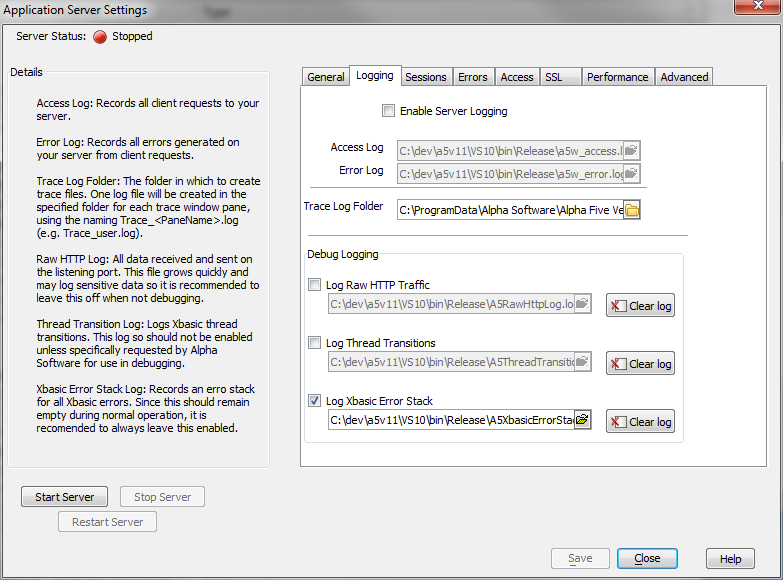 Application Server Settings
Server Status: Stopped
Details
Access Log: Records all client requests to your
server.
Error Log: Records all errors generated on
your server from client requests.
Trace Log Folder: The folder in which to create
trace files. One log file will be created in the
specified folder for each trace window pane,
using the naming Trace_<PaneName>.log
(e.g. Trace_user.log).
Raw HTTP Log: All data received and sent on
the listening port. This file grows quickly and
may log sensitive data so it is recommended to
leave this off when not debugging.
Thread Transition Log: Logs Xbasic thread
transitions. This log so should not be enabled
unless specifically requested by Alpha
Software for use in debugging.
Xbasic Error Stack Log: Records an erro stack
for all Xbasic errors. Since this should remain
empty during normal operation, it is
recomended to always leave this enabled.
Start Server
Stop Server
Restart Server
General
Logging
Sessions
Errors
Access
SSL
Performance
Advanced
Enable Server Logging
Access Log C:\dev\a5v11\VS10\bin\Release\a5w_access.l
Error Log C:\dev\a5v11\VS10\bin\Release\a5w_error.log
Trace Log Folder C:\ProgramData\Alpha Software\Alpha Five Ve
Debug Logging
Log Raw HTTP Traffic
C:\dev\a5v11\VS10\bin\Release\A5RawHttpLog.lo
Clear log
Log Thread Transitions
C:\dev\a5v11\VS10\bin\Release\A5ThreadTransitio
Clear log
Log Xbasic Error Stack
C:\dev\a5v11\VS10\bin\Release\A5XbasicErrorStac
Clear log
Save
Close
Help